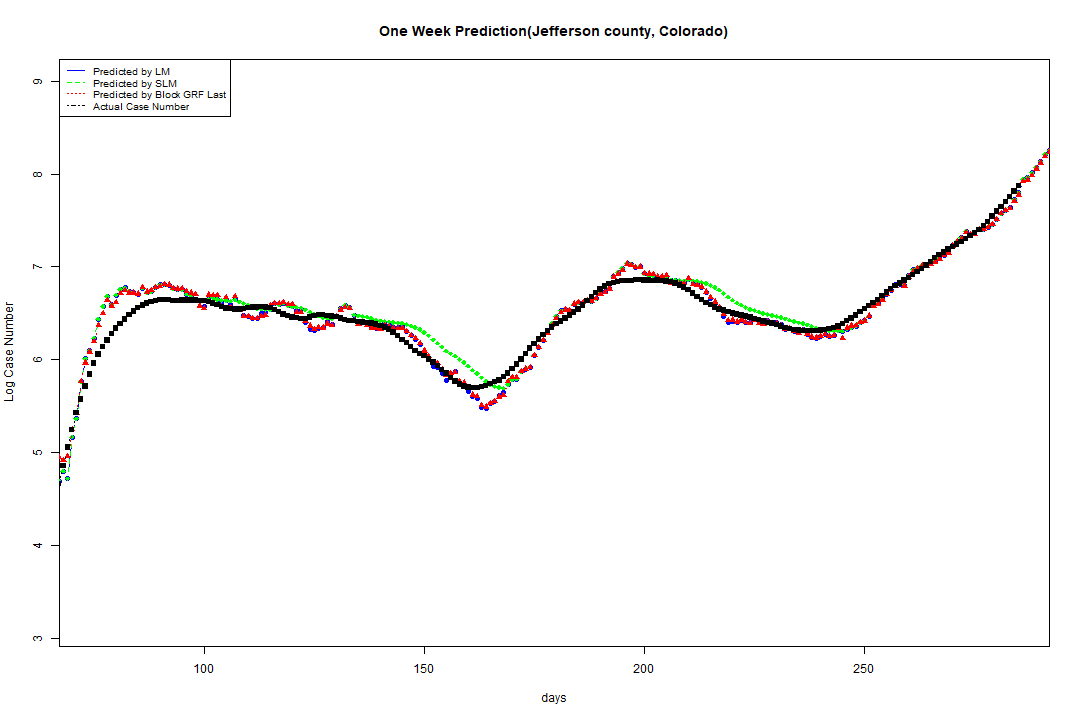 One Week Prediction(Jefferson county, Colorado)
Predicted by LM
Predicted by SLM
Predicted by Block GRF Last
Actual Case Number
9
8
7
6
5
4
3
Log Case Number
100 150 200 250
days